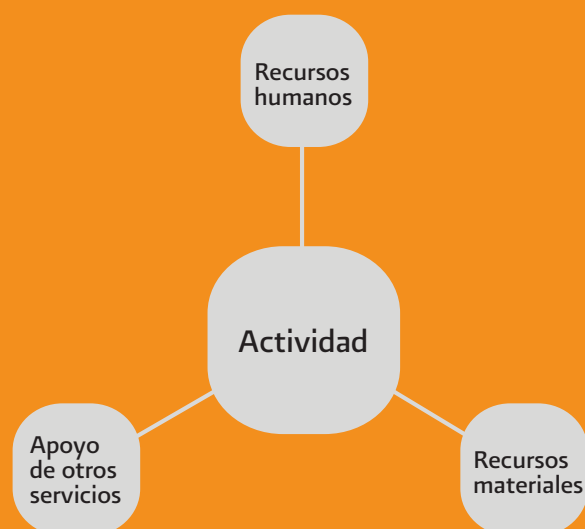 Recursos
humanos
Actividad
Apoyo
de otros
servicios
Recursos
materiales